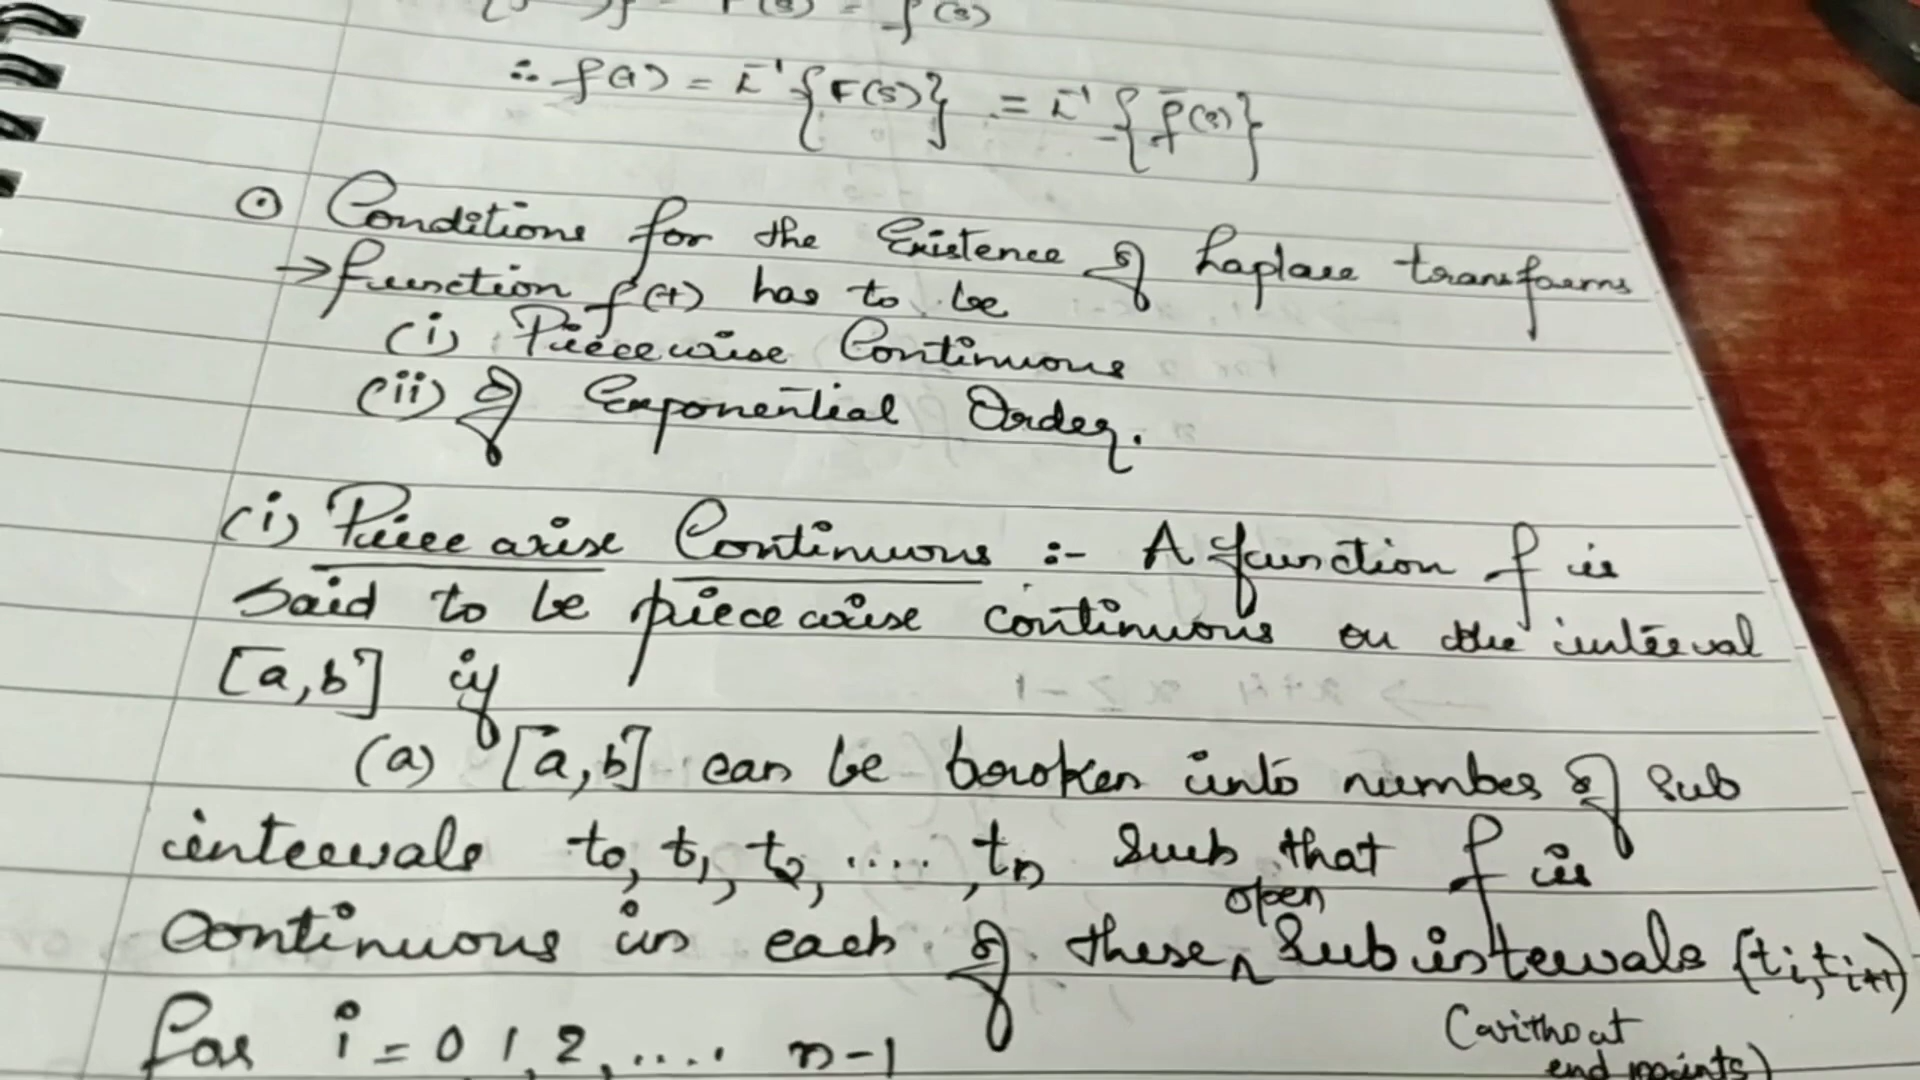 ∴ f(t) = L⁻¹{F(s)} = L⁻¹{f̄(s)}
⊙ Conditions for the Existence of Laplace transforms
→ function f(t) has to be
(i) Piecewise Continuous
(ii) of Exponential Order.
(i) Piecewise Continuous :- A function f is
said to be piecewise continuous on the interval
[a,b] if
(a) [a,b] can be broken into number of sub
intervals t₀, t₁, t₂, ...., tₙ such that f is
open
continuous in each of these ^ subintervals (tᵢ, tᵢ₊₁)
for i = 0, 1, 2, .... n-1
(without
end points)